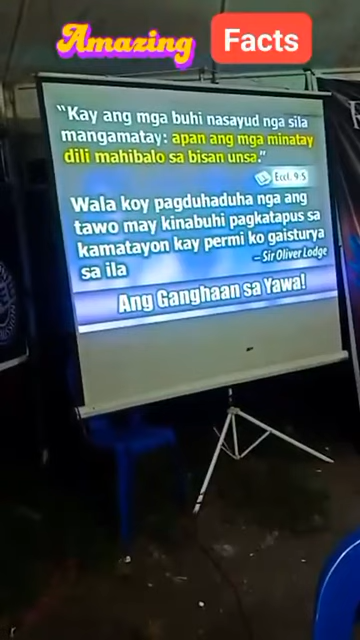 Amazing Facts
“Kay ang mga buhi nasayud nga sila
mangamatay: apan ang mga minatay
dili mahibalo sa bisan unsa.”
Eccl. 9:5
Wala koy pagduhaduha nga ang
tawo may kinabuhi pagkatapus sa
kamatayon kay permi ko gaisturya
sa ila
– Sir Oliver Lodge
Ang Ganghaan sa Yawa!